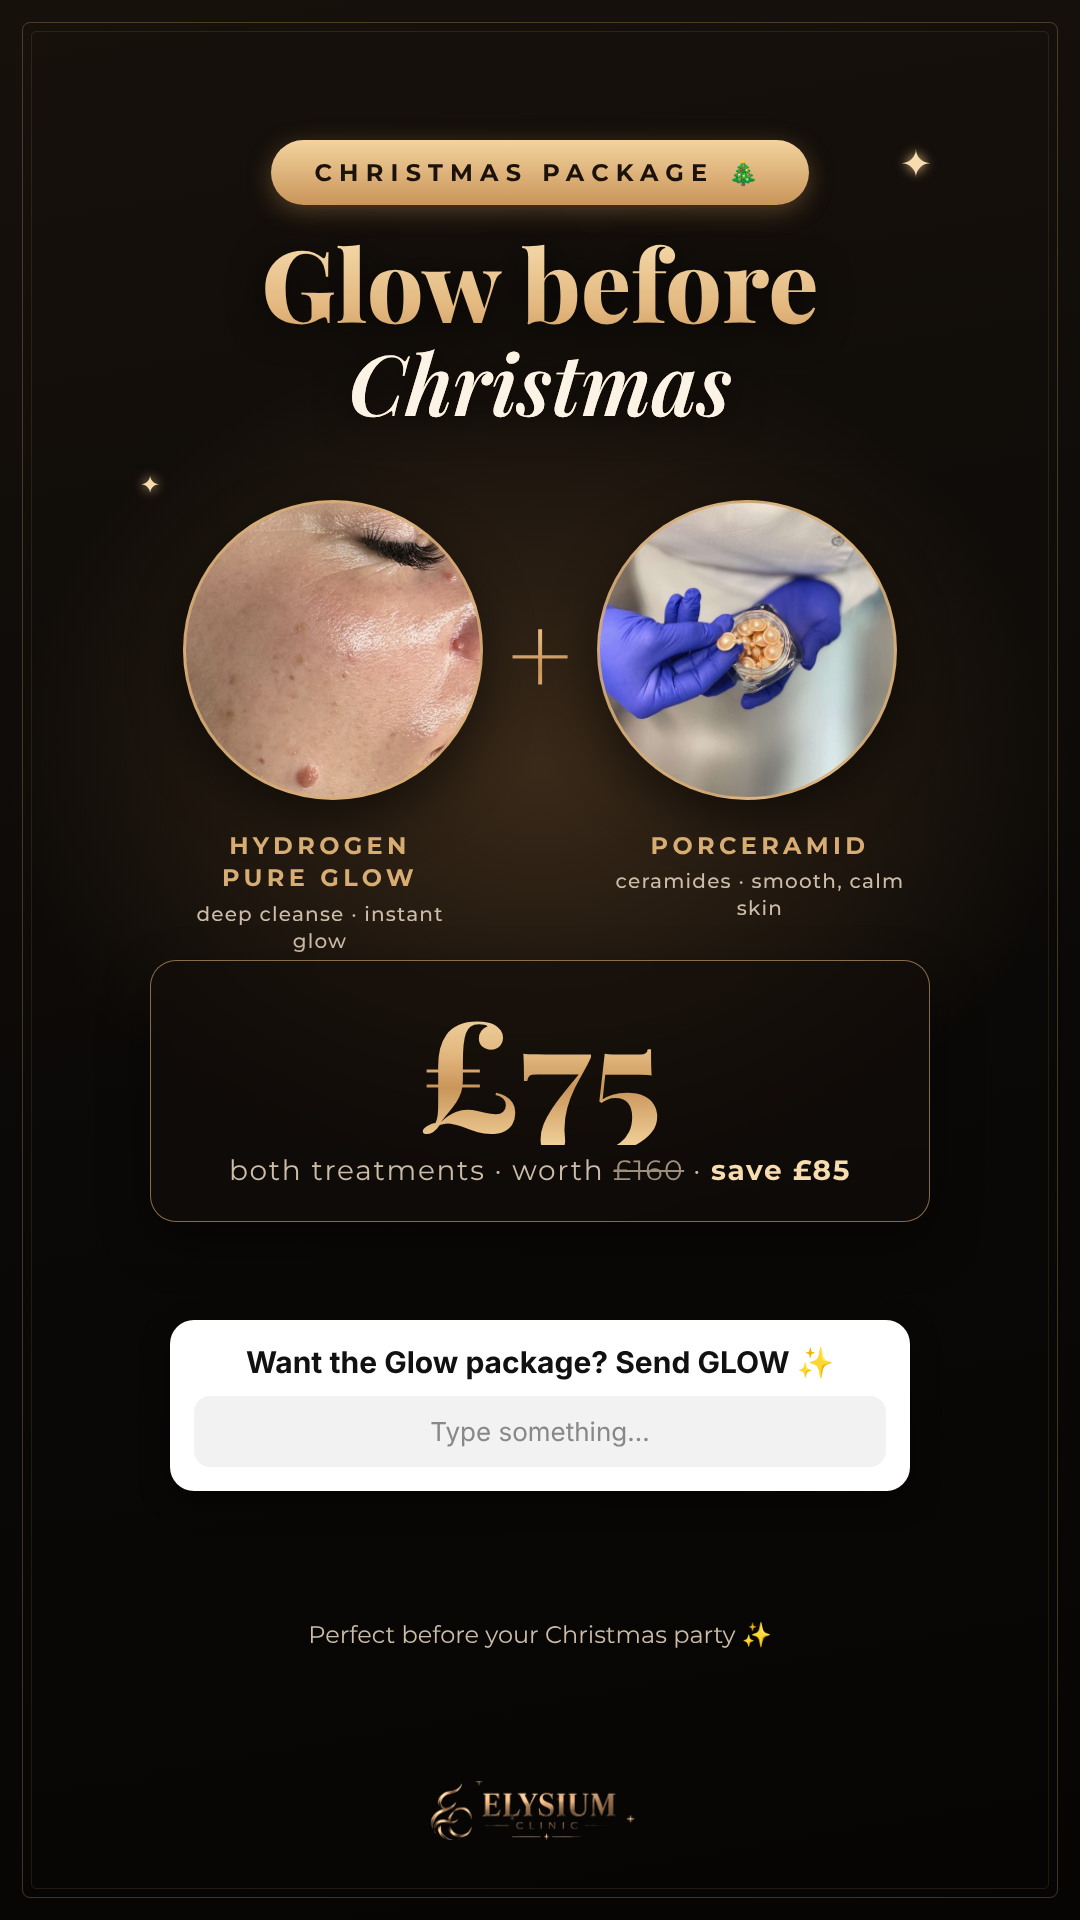 CHRISTMAS PACKAGE 🎄
Glow before
Christmas
HYDROGEN
PURE GLOW
deep cleanse · instant
glow
PORCERAMID
ceramides · smooth, calm
skin
£75
both treatments · worth £160 · save £85
Want the Glow package? Send GLOW ✨
Type something...
Perfect before your Christmas party ✨
ELYSIUM
CLINIC